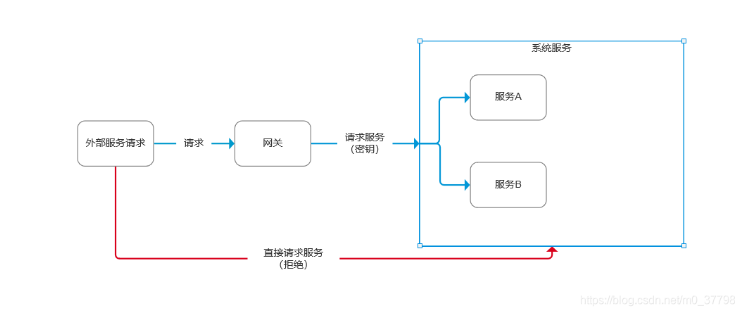 系统服务
服务A
外部服务请求
请求
网关
请求服务
（密钥）
服务B
直接请求服务
（拒绝）
https://blog.csdn.net/m0_37798